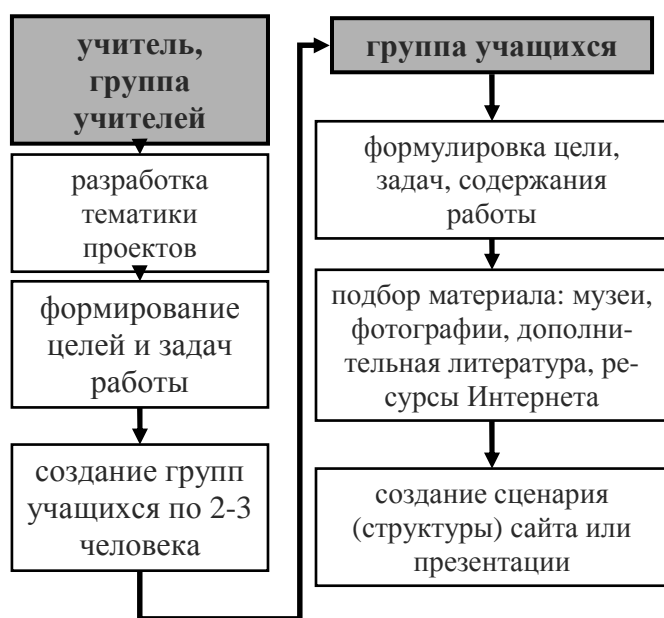 учитель,
группа
учителей
разработка
тематики
проектов
формирование
целей и задач
работы
создание групп
учащихся по 2-3
человека
группа учащихся
формулировка цели,
задач, содержания
работы
подбор материала: музеи,
фотографии, дополни-
тельная литература, ре-
сурсы Интернета
создание сценария
(структуры) сайта или
презентации